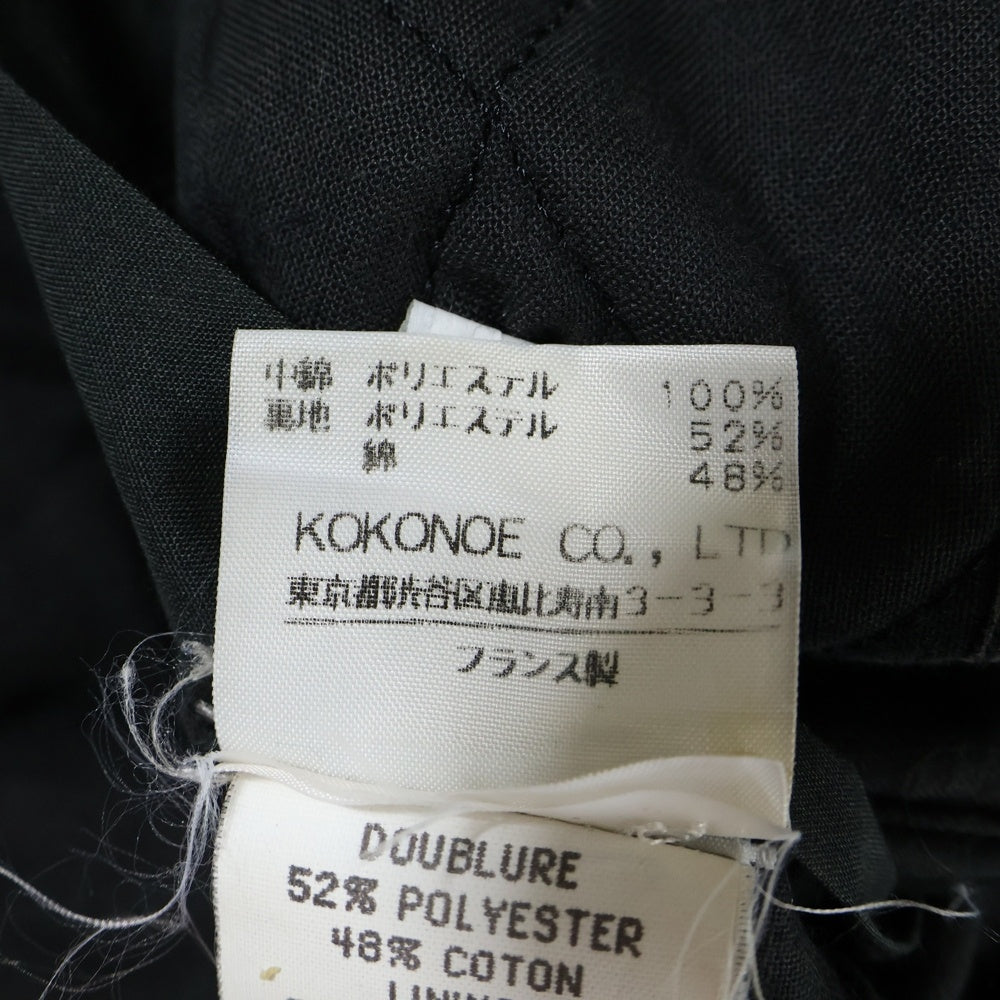 中綿 ポリエステル 100%
裏地 ポリエステル 52%
綿 48%
KOKONOE CO., LTD
東京都渋谷区恵比寿南3-3-3
フランス製
DOUBLURE
52% POLYESTER
48% COTON